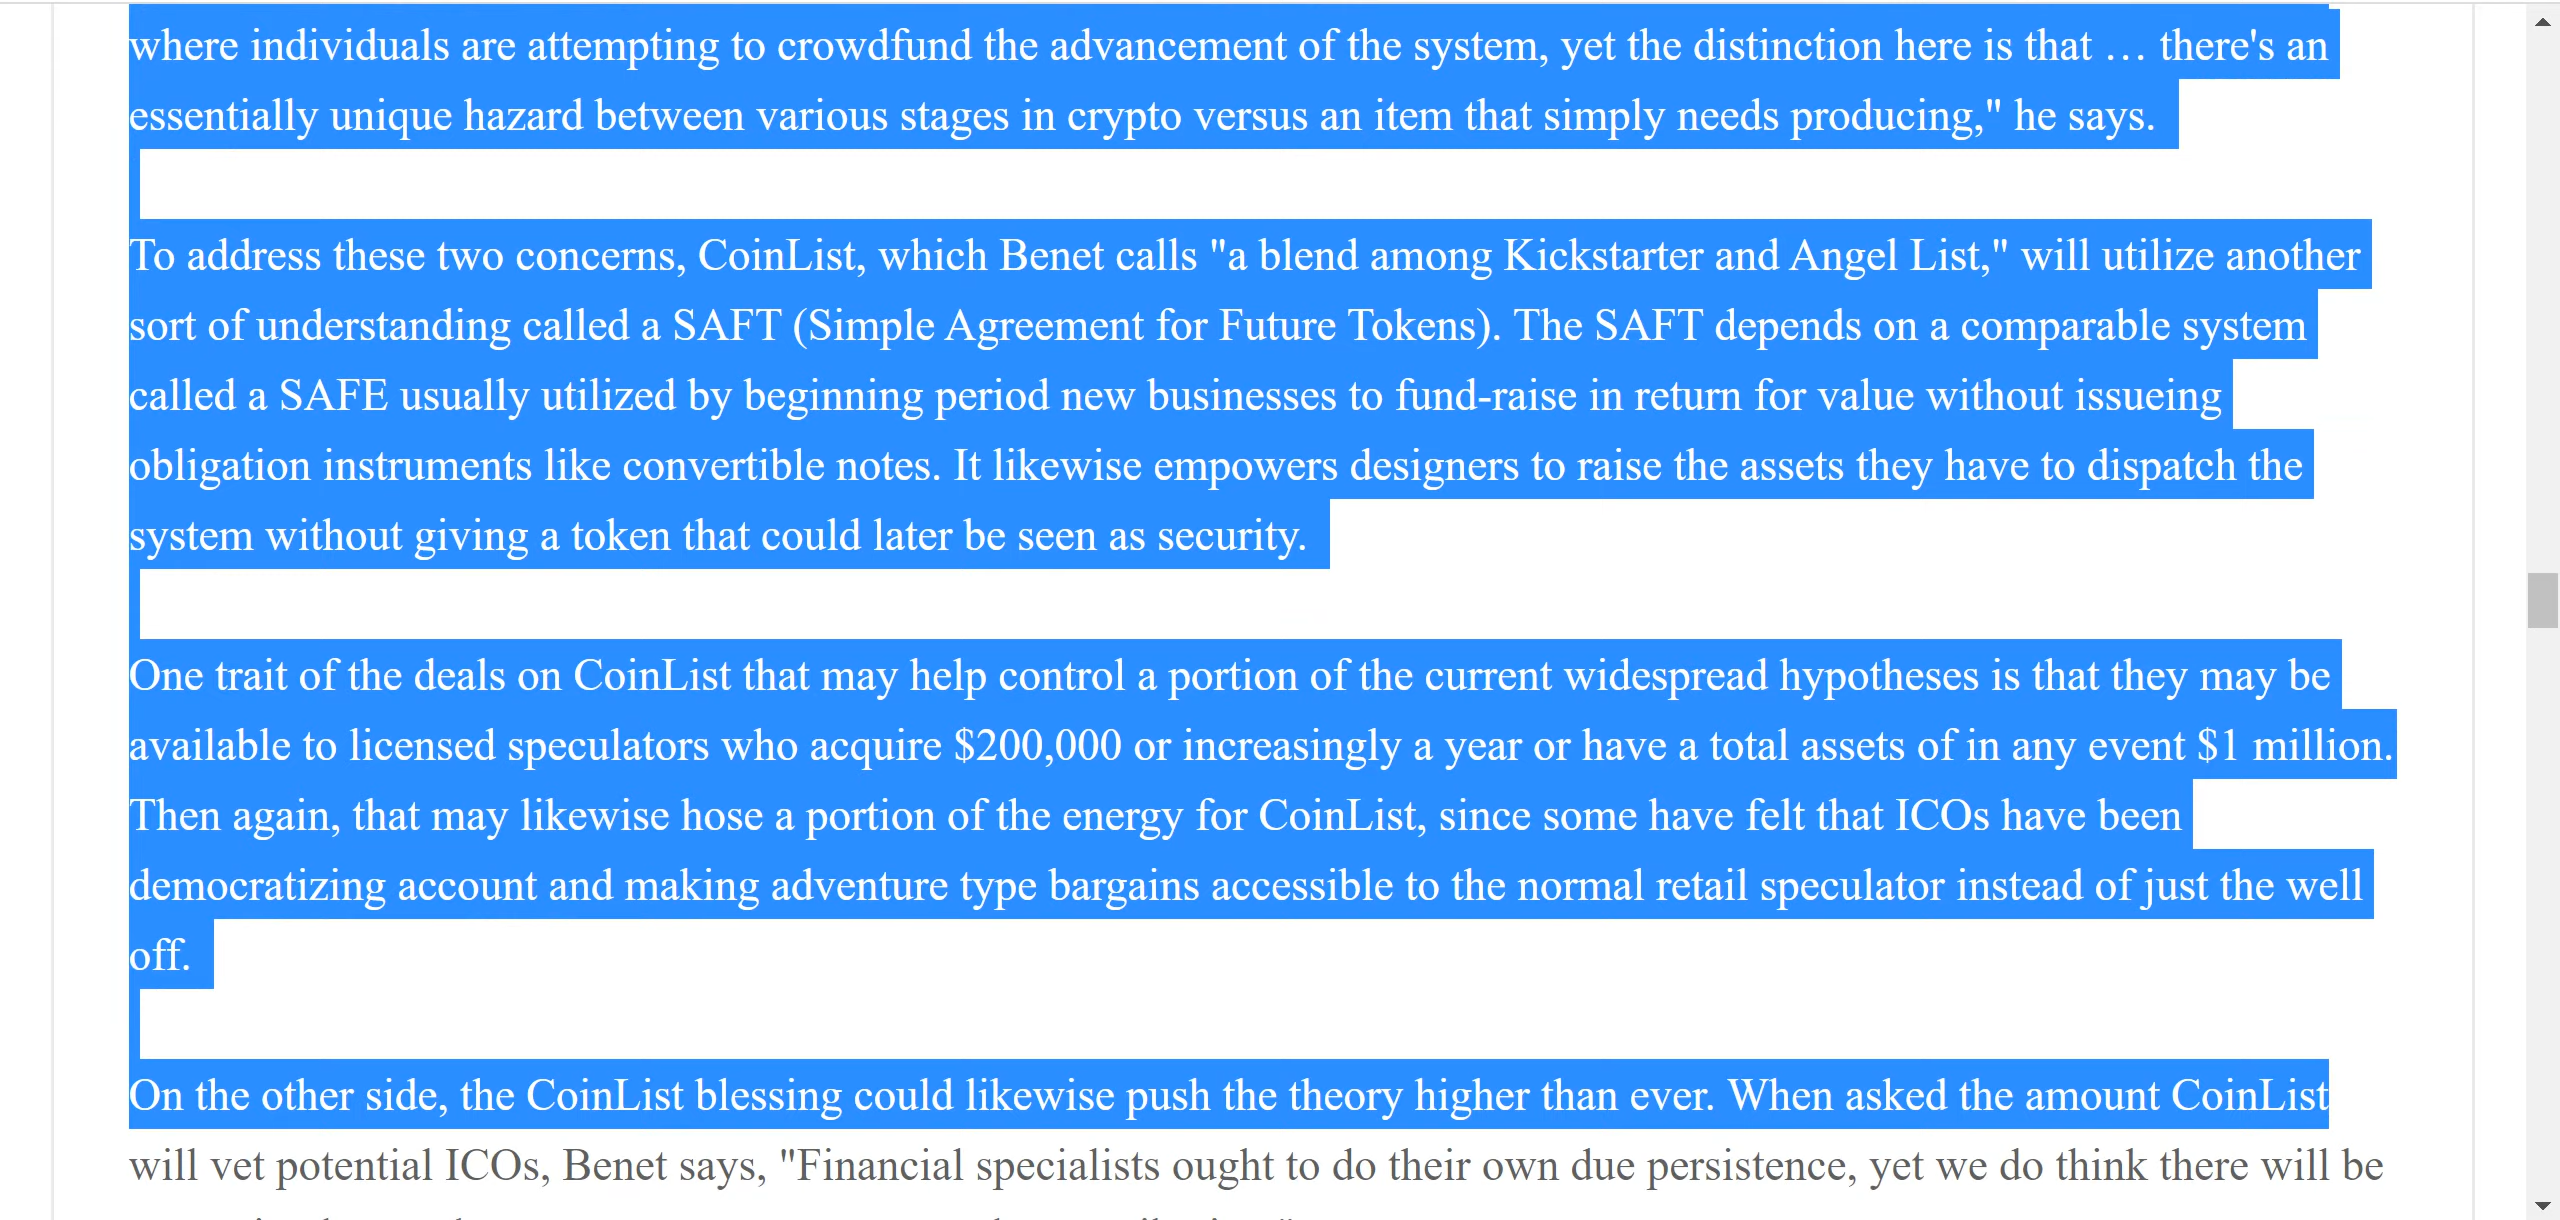 where individuals are attempting to crowdfund the advancement of the system, yet the distinction here is that … there's an
essentially unique hazard between various stages in crypto versus an item that simply needs producing," he says.
To address these two concerns, CoinList, which Benet calls "a blend among Kickstarter and Angel List," will utilize another
sort of understanding called a SAFT (Simple Agreement for Future Tokens). The SAFT depends on a comparable system
called a SAFE usually utilized by beginning period new businesses to fund-raise in return for value without issueing
obligation instruments like convertible notes. It likewise empowers designers to raise the assets they have to dispatch the
system without giving a token that could later be seen as security.
One trait of the deals on CoinList that may help control a portion of the current widespread hypotheses is that they may be
available to licensed speculators who acquire $200,000 or increasingly a year or have a total assets of in any event $1 million.
Then again, that may likewise hose a portion of the energy for CoinList, since some have felt that ICOs have been
democratizing account and making adventure type bargains accessible to the normal retail speculator instead of just the well
off.
On the other side, the CoinList blessing could likewise push the theory higher than ever. When asked the amount CoinList
will vet potential ICOs, Benet says, "Financial specialists ought to do their own due persistence, yet we do think there will be